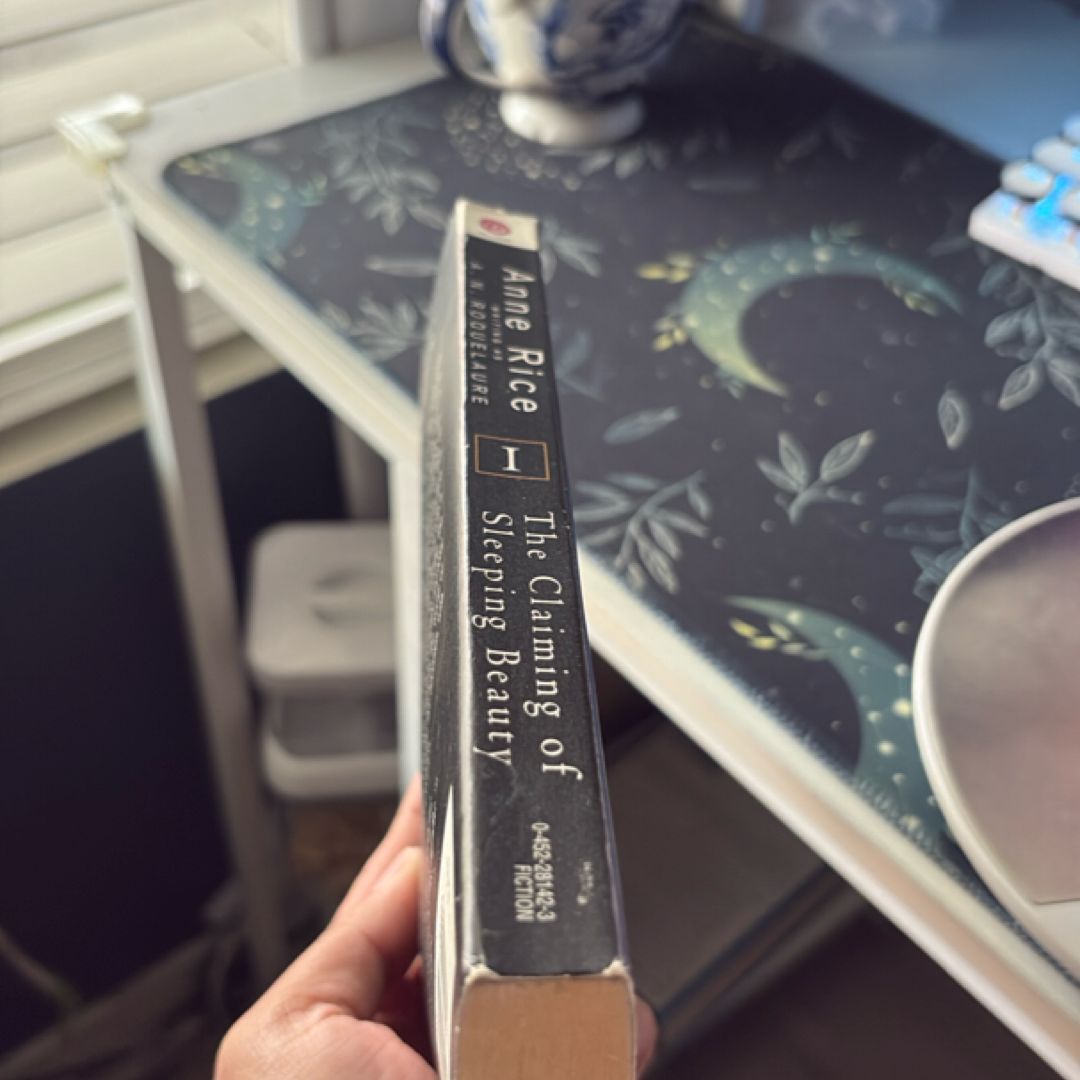 Anne Rice
WRITING AS
A. N. ROQUELAURE
I
The Claiming of
Sleeping Beauty
0-452-28142-3
FICTION